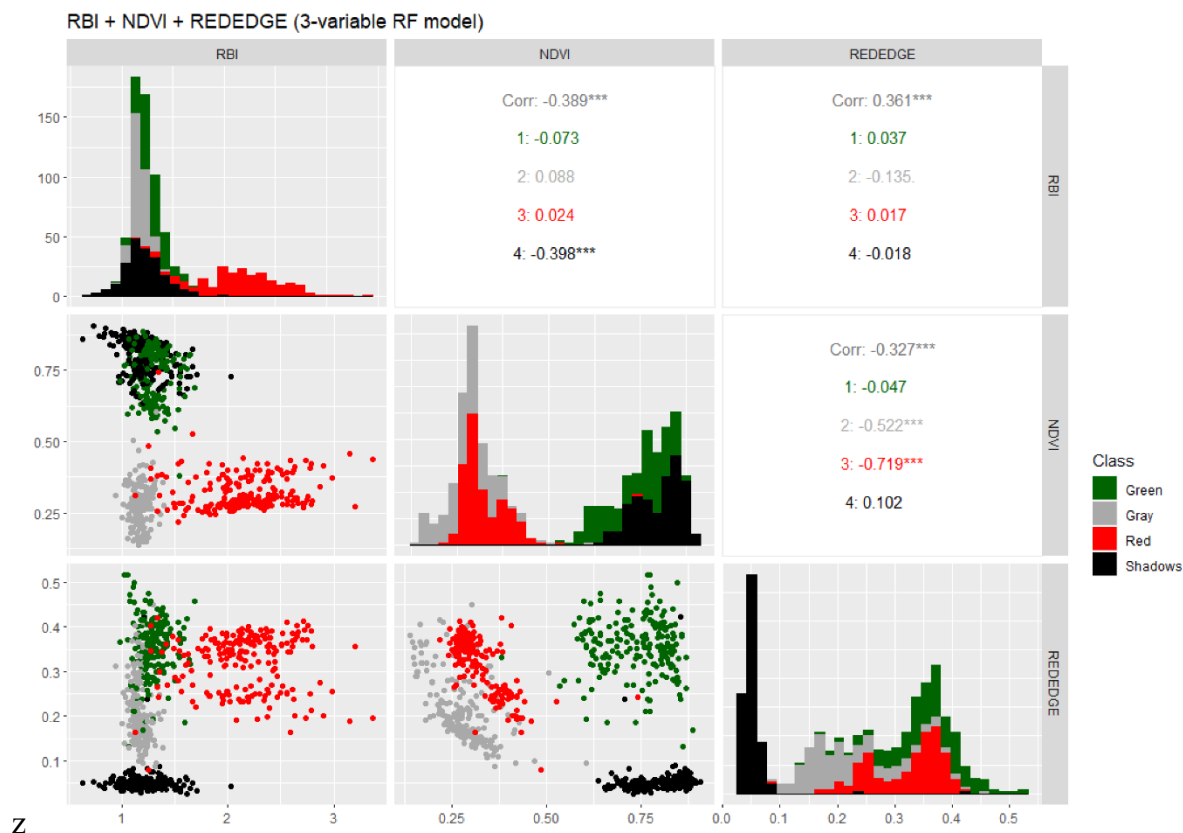 RBI + NDVI + REDEDGE (3-variable RF model)
RBI NDVI REDEDGE
150
100
50
0
Corr: -0.389***
1: -0.073
2: 0.088
3: 0.024
4: -0.398***
Corr: 0.361***
1: 0.037
2: -0.135.
3: 0.017
4: -0.018
RBI
0.75
0.50
0.25
Corr: -0.327***
1: -0.047
2: -0.522***
3: -0.719***
4: 0.102
NDVI
0.5
0.4
0.3
0.2
0.1
REDEDGE
1 2 3
0.25 0.50 0.75
0.0 0.1 0.2 0.3 0.4 0.5
Class
Green
Gray
Red
Shadows
z